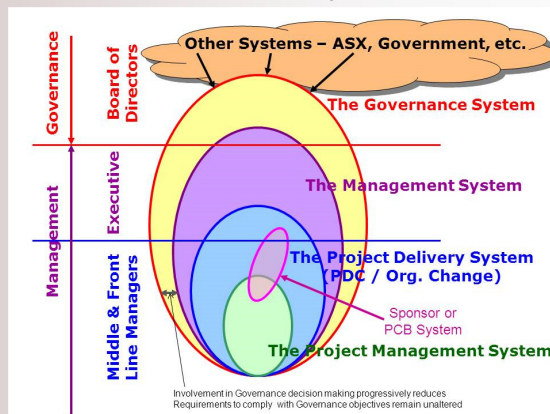 Other Systems – ASX, Government, etc.
Governance
Board of
Directors
The Governance System
Management
Executive
The Management System
Middle & Front
Line Managers
The Project Delivery System
(PDC / Org. Change)
Sponsor or
PCB System
The Project Management System
Involvement in Governance decision making progressively reduces
Requirements to comply with Governance objectives remain unaltered